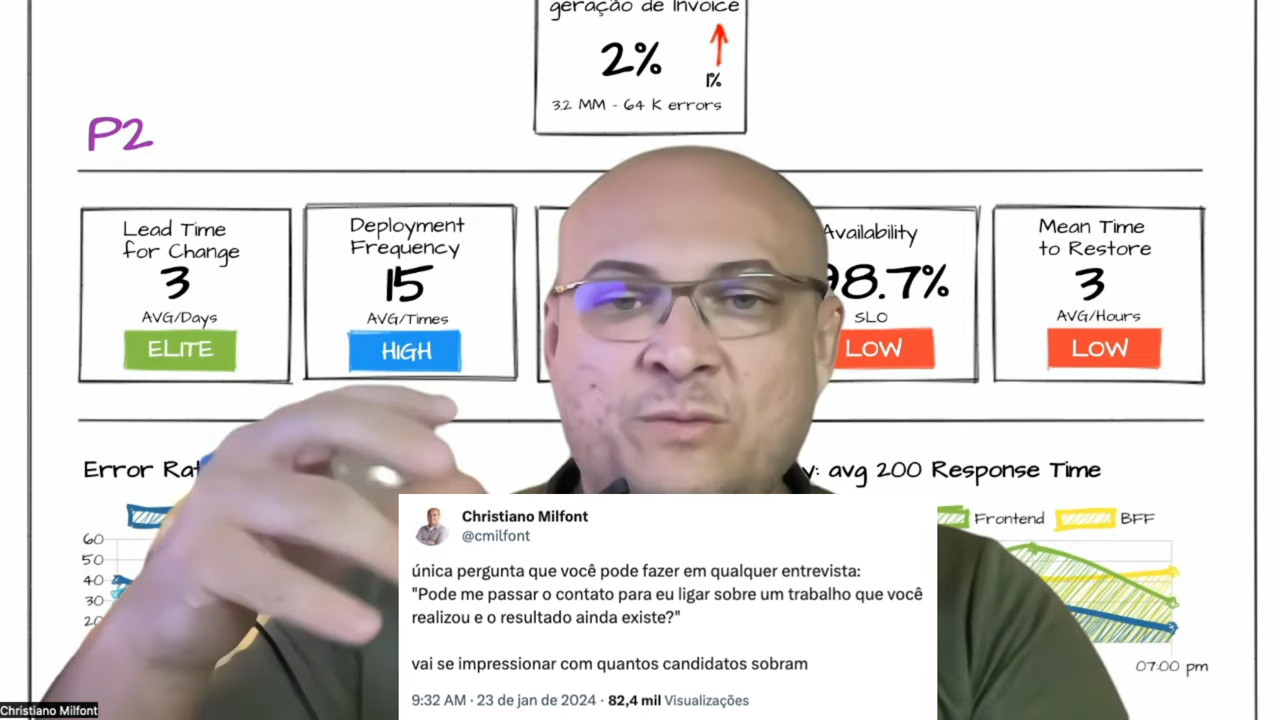 geração de Invoice
2%
1%
3.2 MM - 64 K errors
P2
Lead Time
for Change
3
AVG/Days
ELITE
Deployment
Frequency
15
AVG/Times
HIGH
Availability
98.7%
SLO
LOW
Mean Time
to Restore
3
AVG/Hours
LOW
Error
avg 200 Response Time
Frontend
BFF
60
50
40
30
07:00 pm
Christiano Milfont
@cmilfont
única pergunta que você pode fazer em qualquer entrevista:
"Pode me passar o contato para eu ligar sobre um trabalho que você
realizou e o resultado ainda existe?"
vai se impressionar com quantos candidatos sobram
9:32 AM · 23 de jan de 2024 · 82,4 mil Visualizações
Christiano Milfont